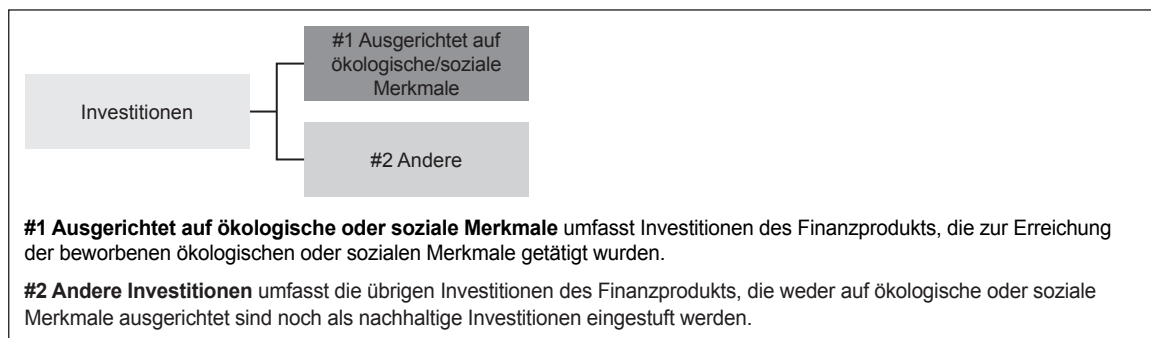 #1 Ausgerichtet auf
ökologische/soziale
Merkmale
Investitionen
#2 Andere
#1 Ausgerichtet auf ökologische oder soziale Merkmale umfasst Investitionen des Finanzprodukts, die zur Erreichung
der beworbenen ökologischen oder sozialen Merkmale getätigt wurden.
#2 Andere Investitionen umfasst die übrigen Investitionen des Finanzprodukts, die weder auf ökologische oder soziale
Merkmale ausgerichtet sind noch als nachhaltige Investitionen eingestuft werden.